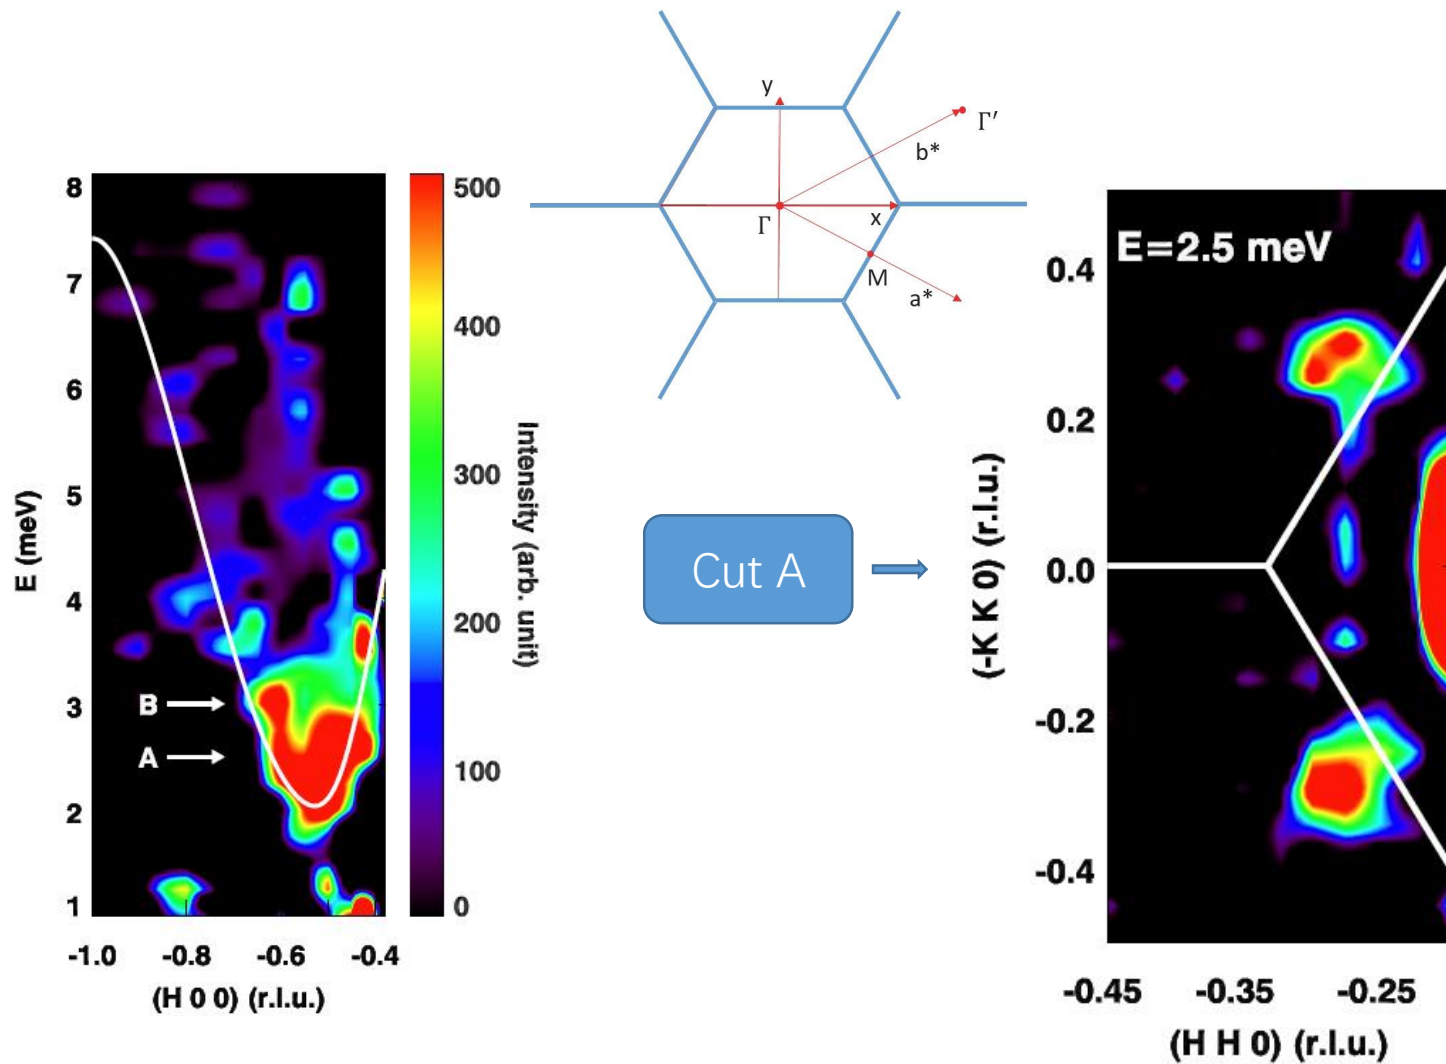 8
7
6
5
4
3
2
1
E (meV)
B
A
-1.0
-0.8
-0.6
-0.4
(H 0 0) (r.l.u.)
500
400
300
200
100
0
Intensity (arb. unit)
y
Γ′
b*
Γ
x
M
a*
Cut A
E=2.5 meV
0.4
0.2
0.0
-0.2
-0.4
(-K K 0) (r.l.u.)
-0.45
-0.35
-0.25
(H H 0) (r.l.u.)